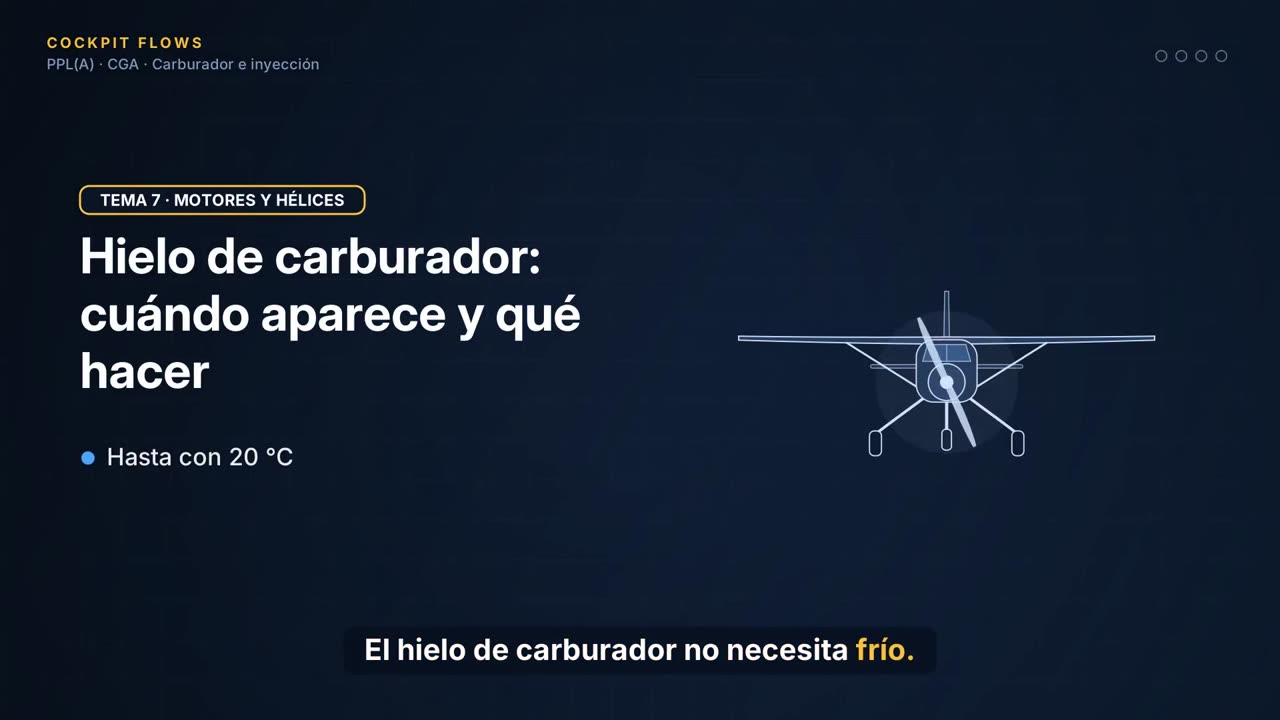 COCKPIT FLOWS
PPL(A) · CGA · Carburador e inyección
TEMA 7 · MOTORES Y HÉLICES
Hielo de carburador:
cuándo aparece y qué
hacer
Hasta con 20 °C
El hielo de carburador no necesita frío.